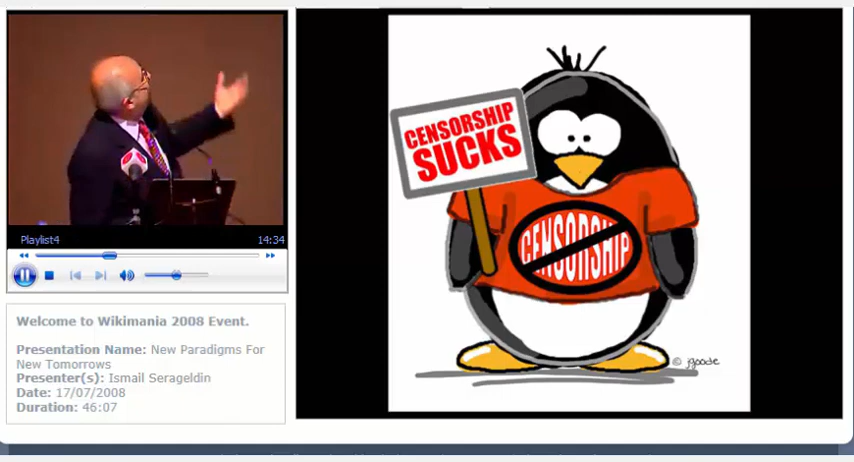 Playlist4 14:34
Welcome to Wikimania 2008 Event.
Presentation Name: New Paradigms For
New Tomorrows
Presenter(s): Ismail Serageldin
Date: 17/07/2008
Duration: 46:07
CENSORSHIP
SUCKS
CENSORSHIP
© jgoode